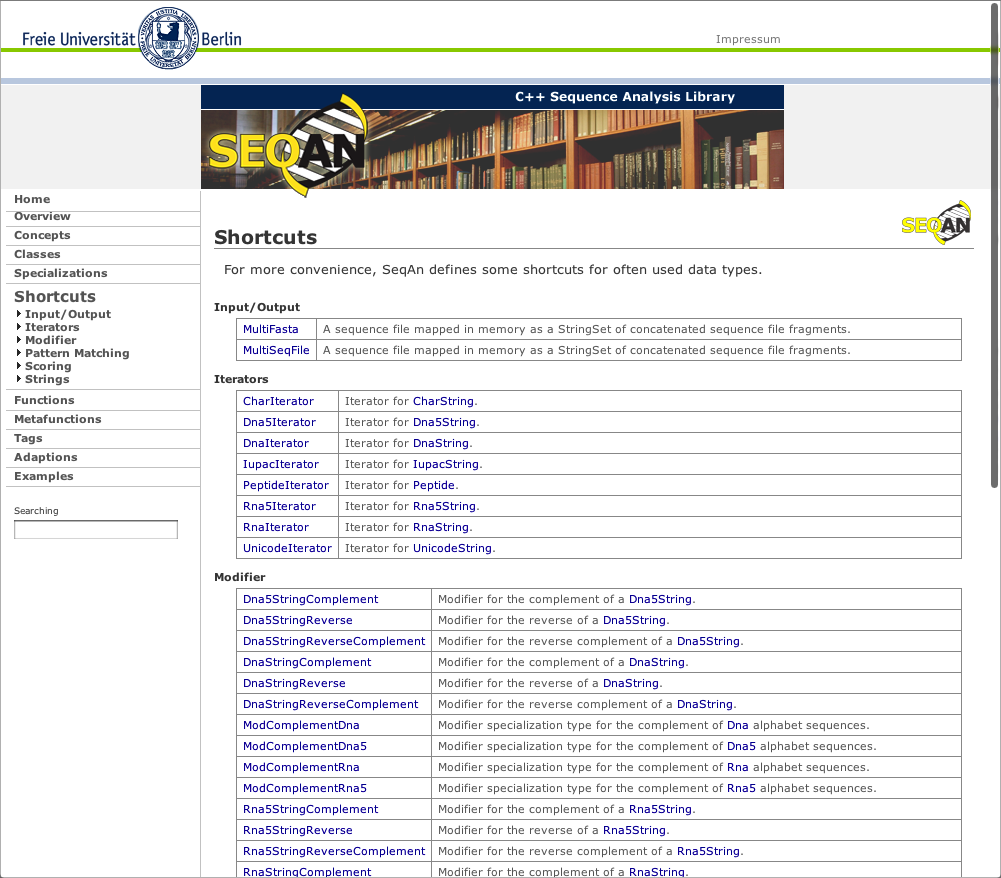 Freie Universität Berlin
Impressum
C++ Sequence Analysis Library
SEQAN
Home
Overview
Concepts
Classes
Specializations
Shortcuts
Input/Output
Iterators
Modifier
Pattern Matching
Scoring
Strings
Functions
Metafunctions
Tags
Adaptions
Examples
Searching
SEQAN
Shortcuts
For more convenience, SeqAn defines some shortcuts for often used data types.
Input/Output
MultiFasta A sequence file mapped in memory as a StringSet of concatenated sequence file fragments.
MultiSeqFile A sequence file mapped in memory as a StringSet of concatenated sequence file fragments.
Iterators
CharIterator Iterator for CharString.
Dna5Iterator Iterator for Dna5String.
DnaIterator Iterator for DnaString.
IupacIterator Iterator for IupacString.
PeptideIterator Iterator for Peptide.
Rna5Iterator Iterator for Rna5String.
RnaIterator Iterator for RnaString.
UnicodeIterator Iterator for UnicodeString.
Modifier
Dna5StringComplement Modifier for the complement of a Dna5String.
Dna5StringReverse Modifier for the reverse of a Dna5String.
Dna5StringReverseComplement Modifier for the reverse complement of a Dna5String.
DnaStringComplement Modifier for the complement of a DnaString.
DnaStringReverse Modifier for the reverse of a DnaString.
DnaStringReverseComplement Modifier for the reverse complement of a DnaString.
ModComplementDna Modifier specialization type for the complement of Dna alphabet sequences.
ModComplementDna5 Modifier specialization type for the complement of Dna5 alphabet sequences.
ModComplementRna Modifier specialization type for the complement of Rna alphabet sequences.
ModComplementRna5 Modifier specialization type for the complement of Rna5 alphabet sequences.
Rna5StringComplement Modifier for the complement of a Rna5String.
Rna5StringReverse Modifier for the reverse of a Rna5String.
Rna5StringReverseComplement Modifier for the reverse complement of a Rna5String.
RnaStringComplement Modifier for the complement of a RnaString.